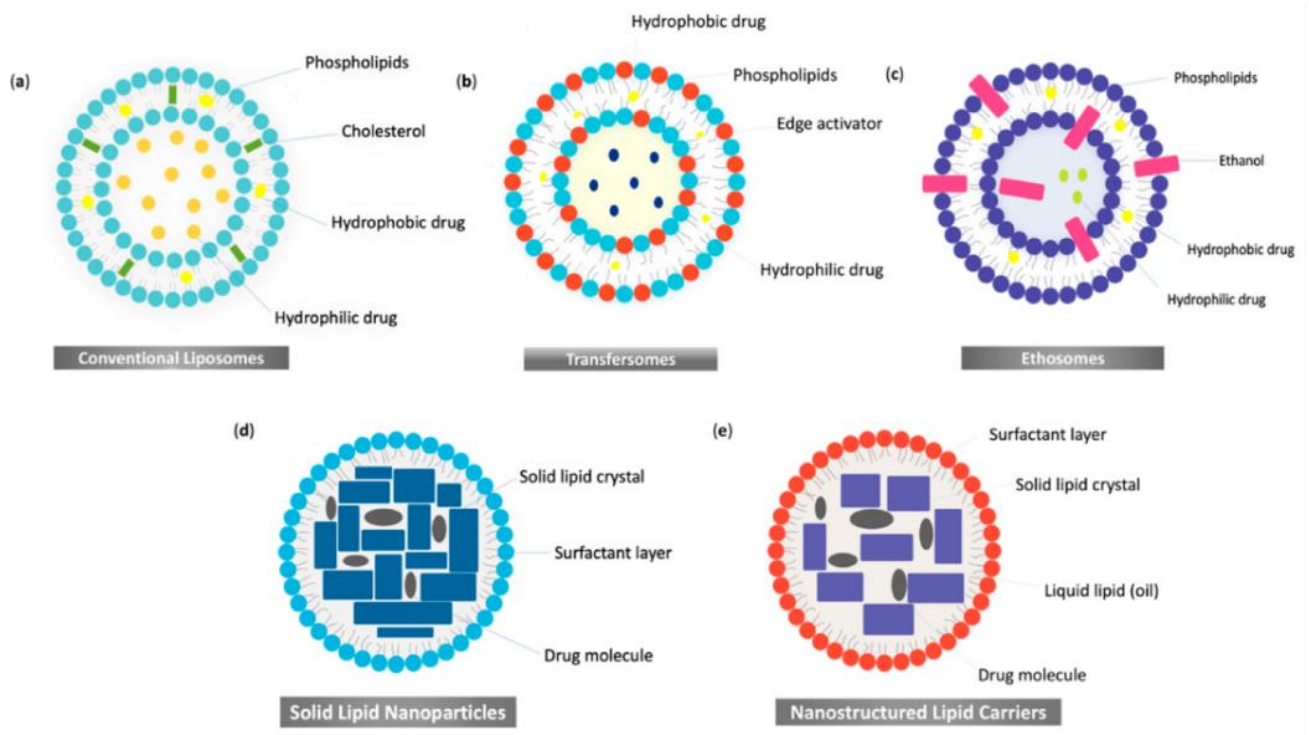 (a)
Phospholipids
Cholesterol
Hydrophobic drug
Hydrophilic drug
Conventional Liposomes
(b)
Hydrophobic drug
Phospholipids
Edge activator
Hydrophilic drug
Transfersomes
(c)
Phospholipids
Ethanol
Hydrophobic drug
Hydrophilic drug
Ethosomes
(d)
Solid lipid crystal
Surfactant layer
Drug molecule
Solid Lipid Nanoparticles
(e)
Surfactant layer
Solid lipid crystal
Liquid lipid (oil)
Drug molecule
Nanostructured Lipid Carriers